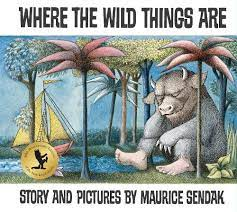 WHERE THE WILD THINGS ARE
STORY AND PICTURES BY MAURICE SENDAK